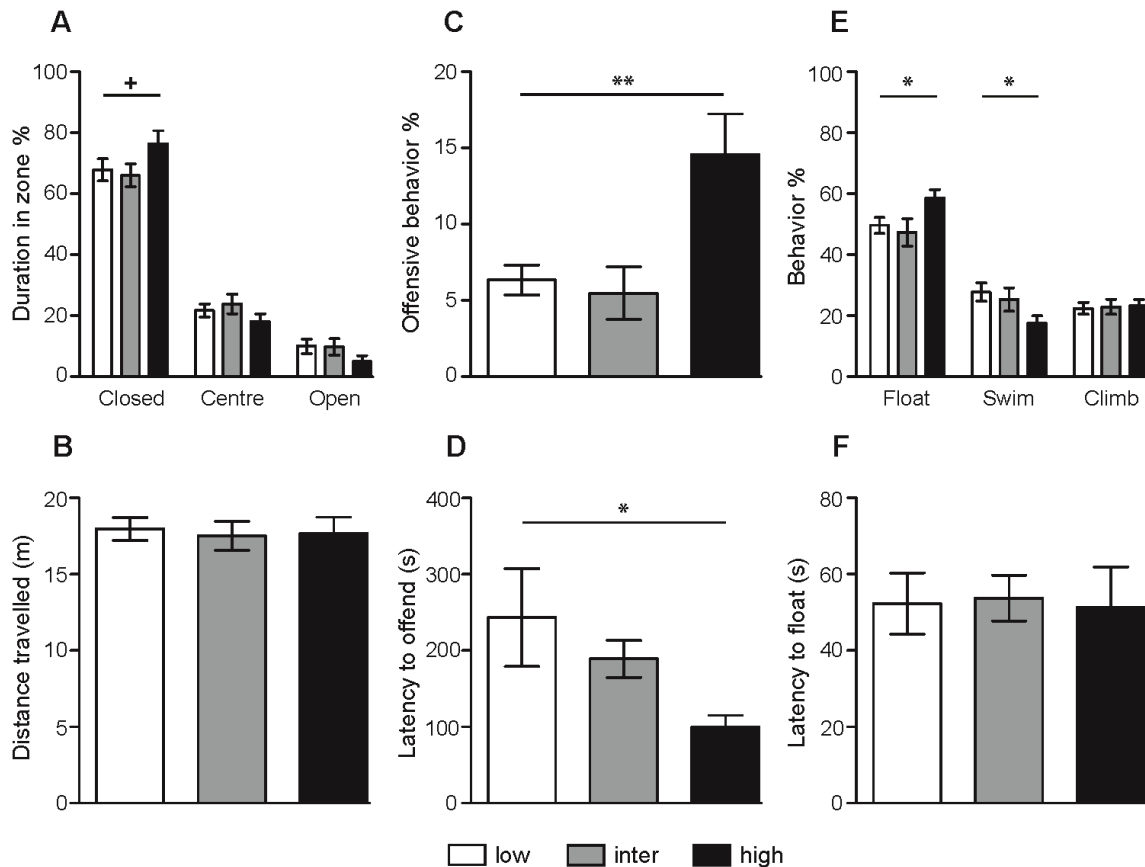 A
Duration in zone %
100
80
60
40
20
0
+
Closed Centre Open
C
Offensive behavior %
20
15
10
5
0
**
E
Behavior %
100
80
60
40
20
0
* *
Float Swim Climb
B
Distance travelled (m)
20
15
10
5
0
D
Latency to offend (s)
400
300
200
100
0
*
F
Latency to float (s)
80
60
40
20
0
low inter high